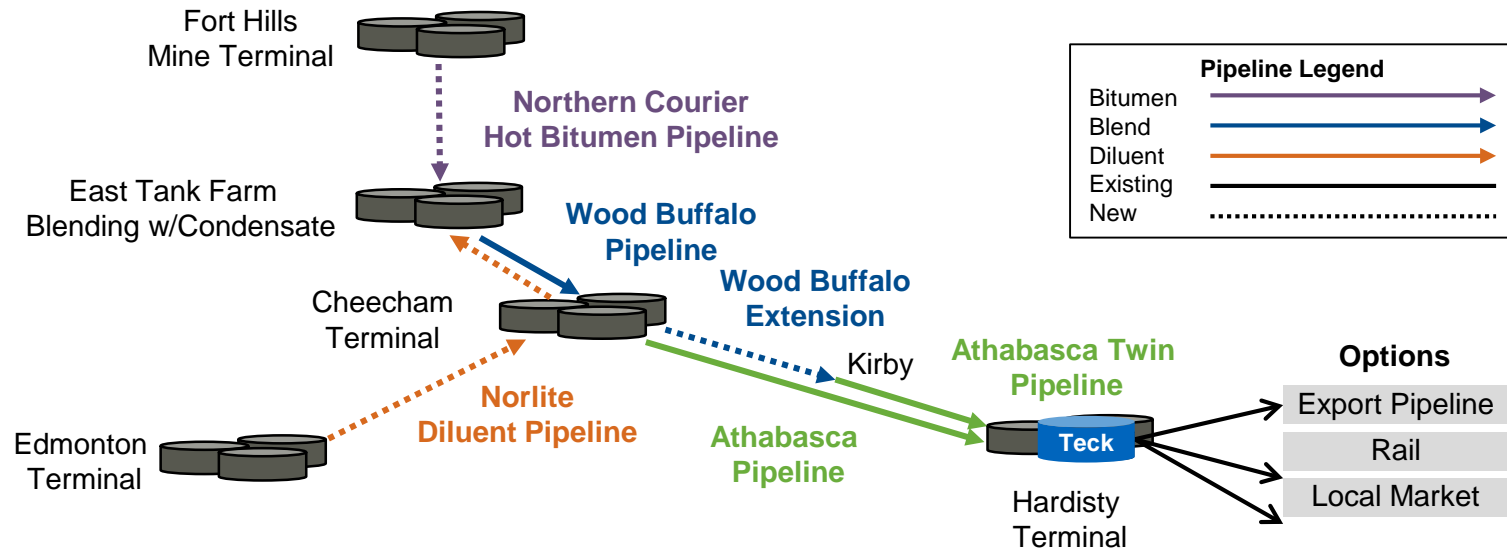 Fort Hills
Mine Terminal
Pipeline Legend
Bitumen
Blend
Diluent
Existing
New
Northern Courier
Hot Bitumen Pipeline
East Tank Farm
Blending w/Condensate
Wood Buffalo
Pipeline
Wood Buffalo
Extension
Cheecham
Terminal
Kirby
Athabasca Twin
Pipeline
Options
Export Pipeline
Rail
Local Market
Norlite
Diluent Pipeline
Athabasca
Pipeline
Teck
Edmonton
Terminal
Hardisty
Terminal